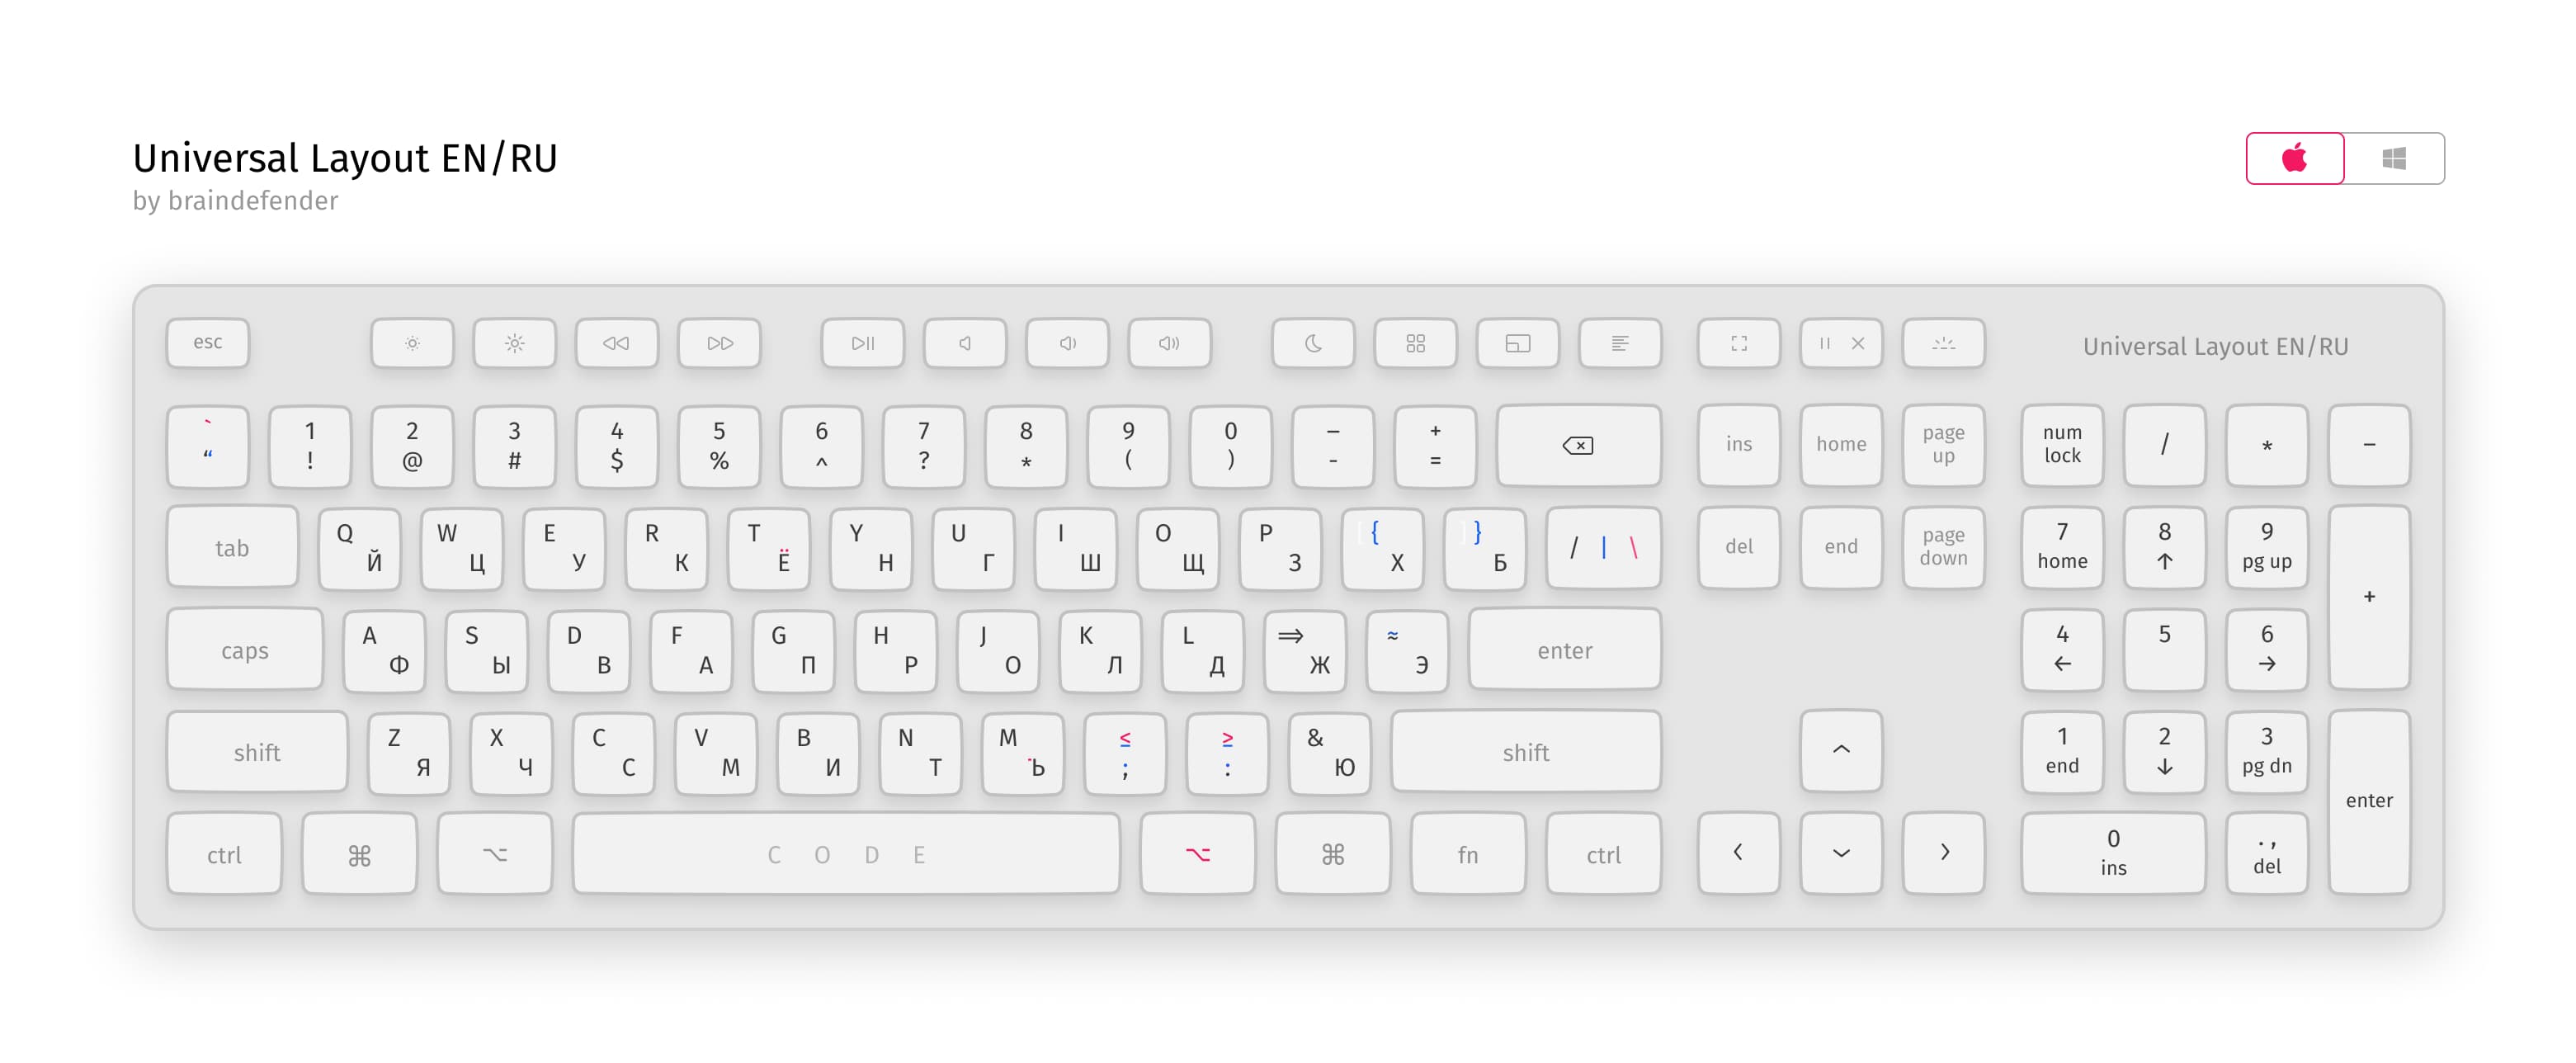 Universal Layout EN/RU
by braindefender
esc
Universal Layout EN/RU
` “
1 !
2 @
3 #
4 $
5 %
6 ^
7 ?
8 *
9 (
0 )
– -
+ =
ins
home
page up
num lock
/
*
–
tab
Q Й
W Ц
E У
R К
T Ё
Y Н
U Г
I Ш
O Щ
P З
[ { Х
] } Б
/ | \
del
end
page down
7 home
8 ↑
9 pg up
+
caps
A Ф
S Ы
D В
F А
G П
H Р
J О
K Л
L Д
⇒ Ж
≈ Э
enter
4 ←
5
6 →
shift
Z Я
X Ч
C С
V М
B И
N Т
M Ъ
≤ ;
≥ :
& Ю
shift
^
1 end
2 ↓
3 pg dn
enter
ctrl
⌘
⌥
CODE
⌥
⌘
fn
ctrl
0 ins
. , del